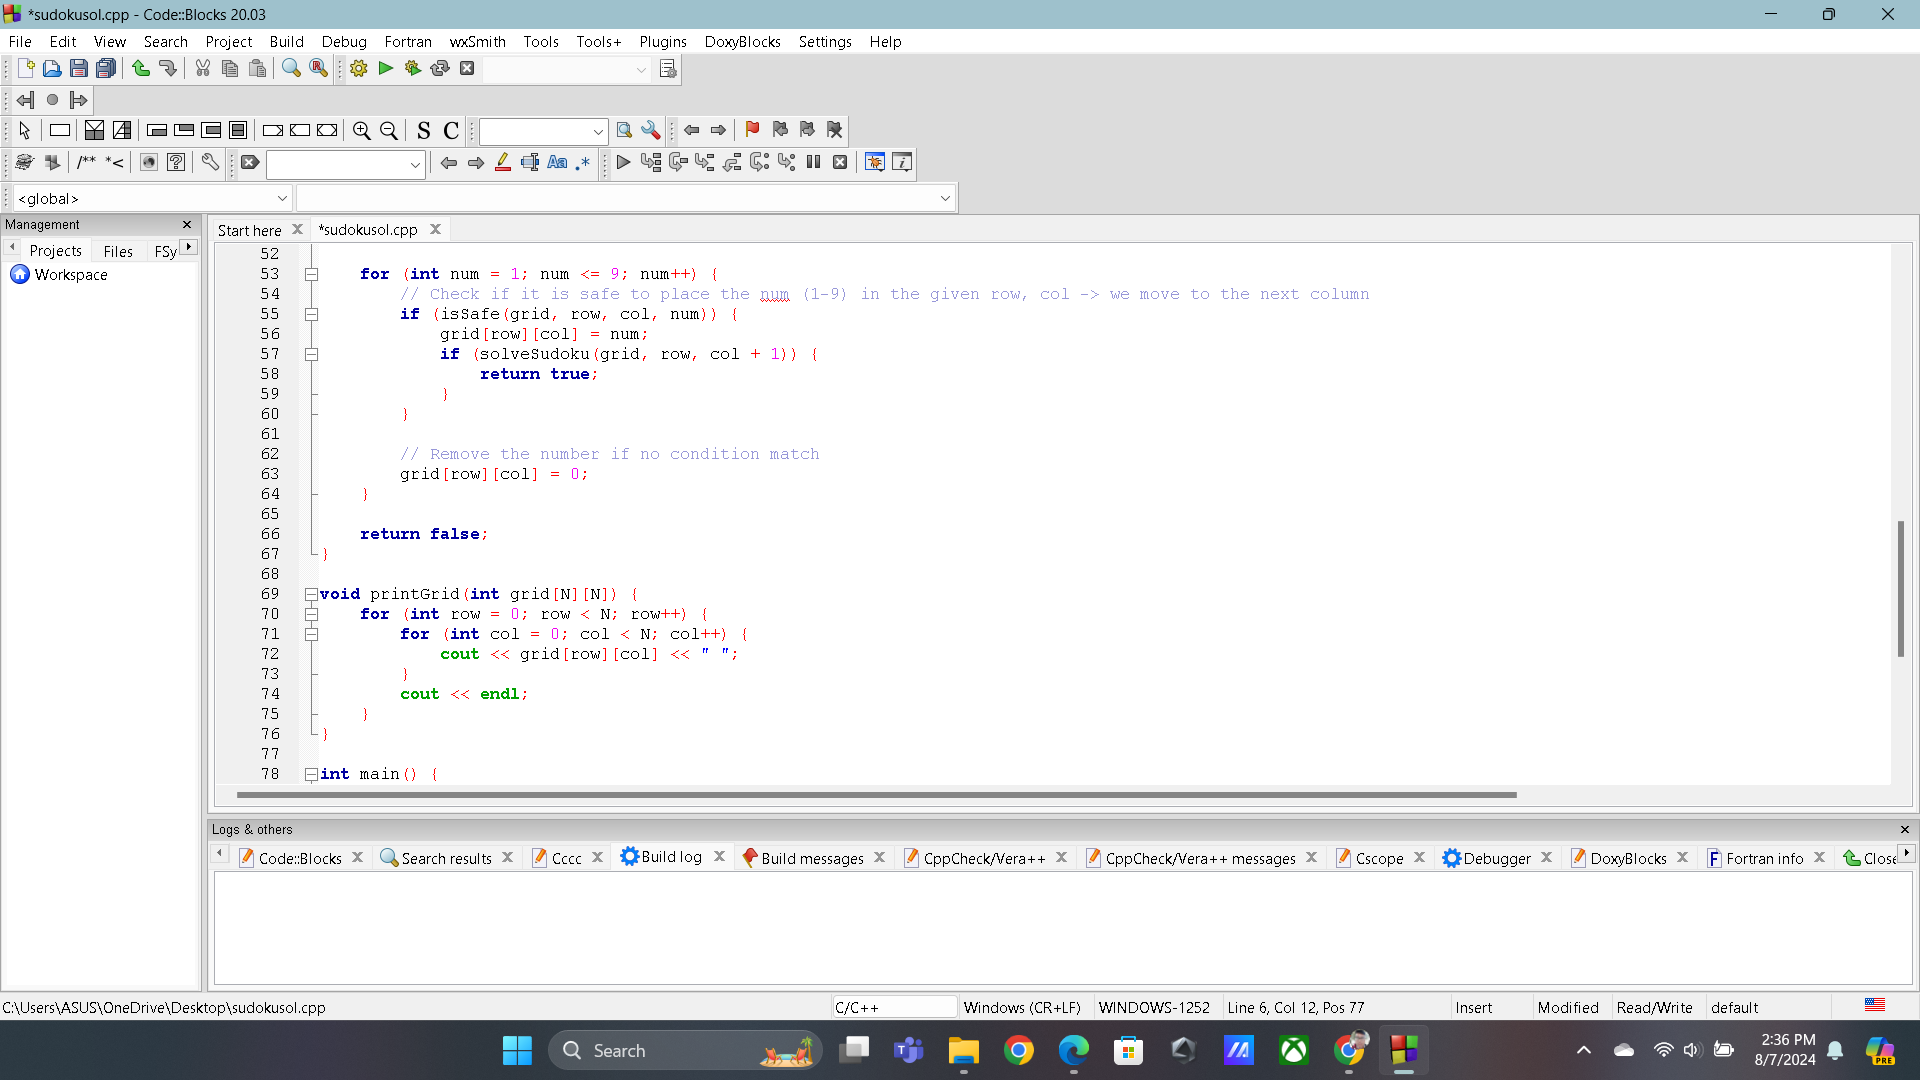 *sudokusol.cpp - Code::Blocks 20.03
File Edit View Search Project Build Debug Fortran wxSmith Tools Tools+ Plugins DoxyBlocks Settings Help
S C
/** *<
Aa .*
<global>
Management
Projects Files FSy
Workspace
Start here *sudokusol.cpp
52
53 for (int num = 1; num <= 9; num++) {
54 // Check if it is safe to place the num (1-9) in the given row, col -> we move to the next column
55 if (isSafe(grid, row, col, num)) {
56 grid[row][col] = num;
57 if (solveSudoku(grid, row, col + 1)) {
58 return true;
59 }
60 }
61
62 // Remove the number if no condition match
63 grid[row][col] = 0;
64 }
65
66 return false;
67 }
68
69 void printGrid(int grid[N][N]) {
70 for (int row = 0; row < N; row++) {
71 for (int col = 0; col < N; col++) {
72 cout << grid[row][col] << " ";
73 }
74 cout << endl;
75 }
76 }
77
78 int main() {
Logs & others
Code::Blocks Search results Cccc Build log Build messages CppCheck/Vera++ CppCheck/Vera++ messages Cscope Debugger DoxyBlocks F Fortran info Close
C:\Users\ASUS\OneDrive\Desktop\sudokusol.cpp C/C++ Windows (CR+LF) WINDOWS-1252 Line 6, Col 12, Pos 77 Insert Modified Read/Write default
Search
2:36 PM
8/7/2024
PRE